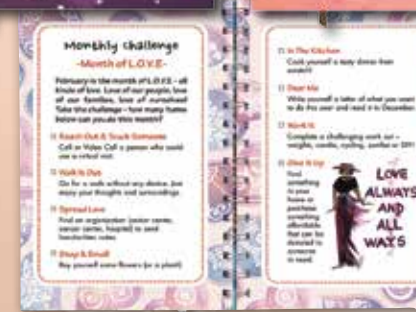 Monthly Challenge
-Month of L.O.V.E-
February is the month of L.O.V.E - all
kinds of love. Love of our people, love
of our families, love of ourselves!
Take the challenge - how many items
below can you do this month?
Reach Out & Touch Someone
Call or Video Call a person who could
use a virtual visit
Walk It Out
Go for a walk without any device. Just
enjoy your thoughts and surroundings
Spread Love
Find an organization (senior center,
cancer center, hospital) to send
handwritten notes
Stop & Smell
Buy yourself some flowers (or a plant)
In The Kitchen
Cook yourself a tasty dinner from
scratch!
Dear Me
Write yourself a letter of what you want
to do this year and read it in December
Work It
Complete a challenging work out -
weights, cardio, cycling, zumba or DIY!
Give It Up
Find
something
in your
home or
purchase
something
affordable
that can be
donated to
someone
in need.
LOVE
ALWAYS
AND
ALL
WAYS